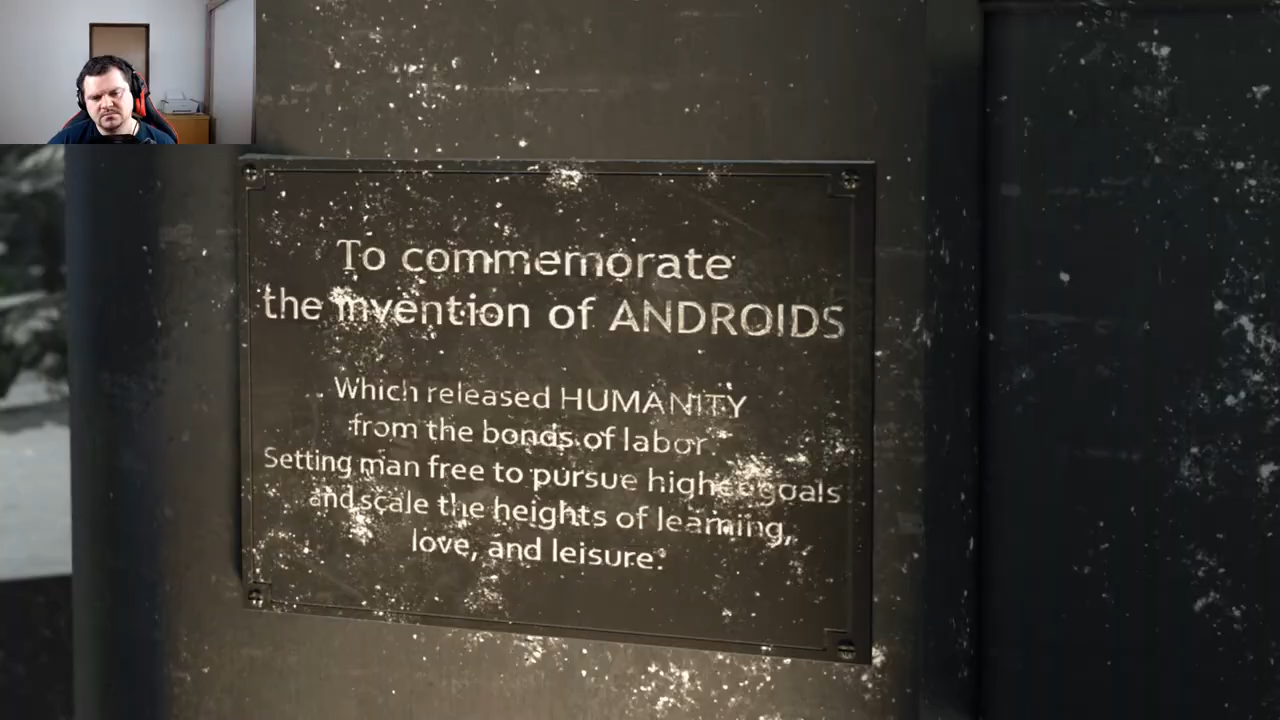 To commemorate
the invention of ANDROIDS
Which released HUMANITY
from the bonds of labor.
Setting man free to pursue higher goals
and scale the heights of learning,
love, and leisure.